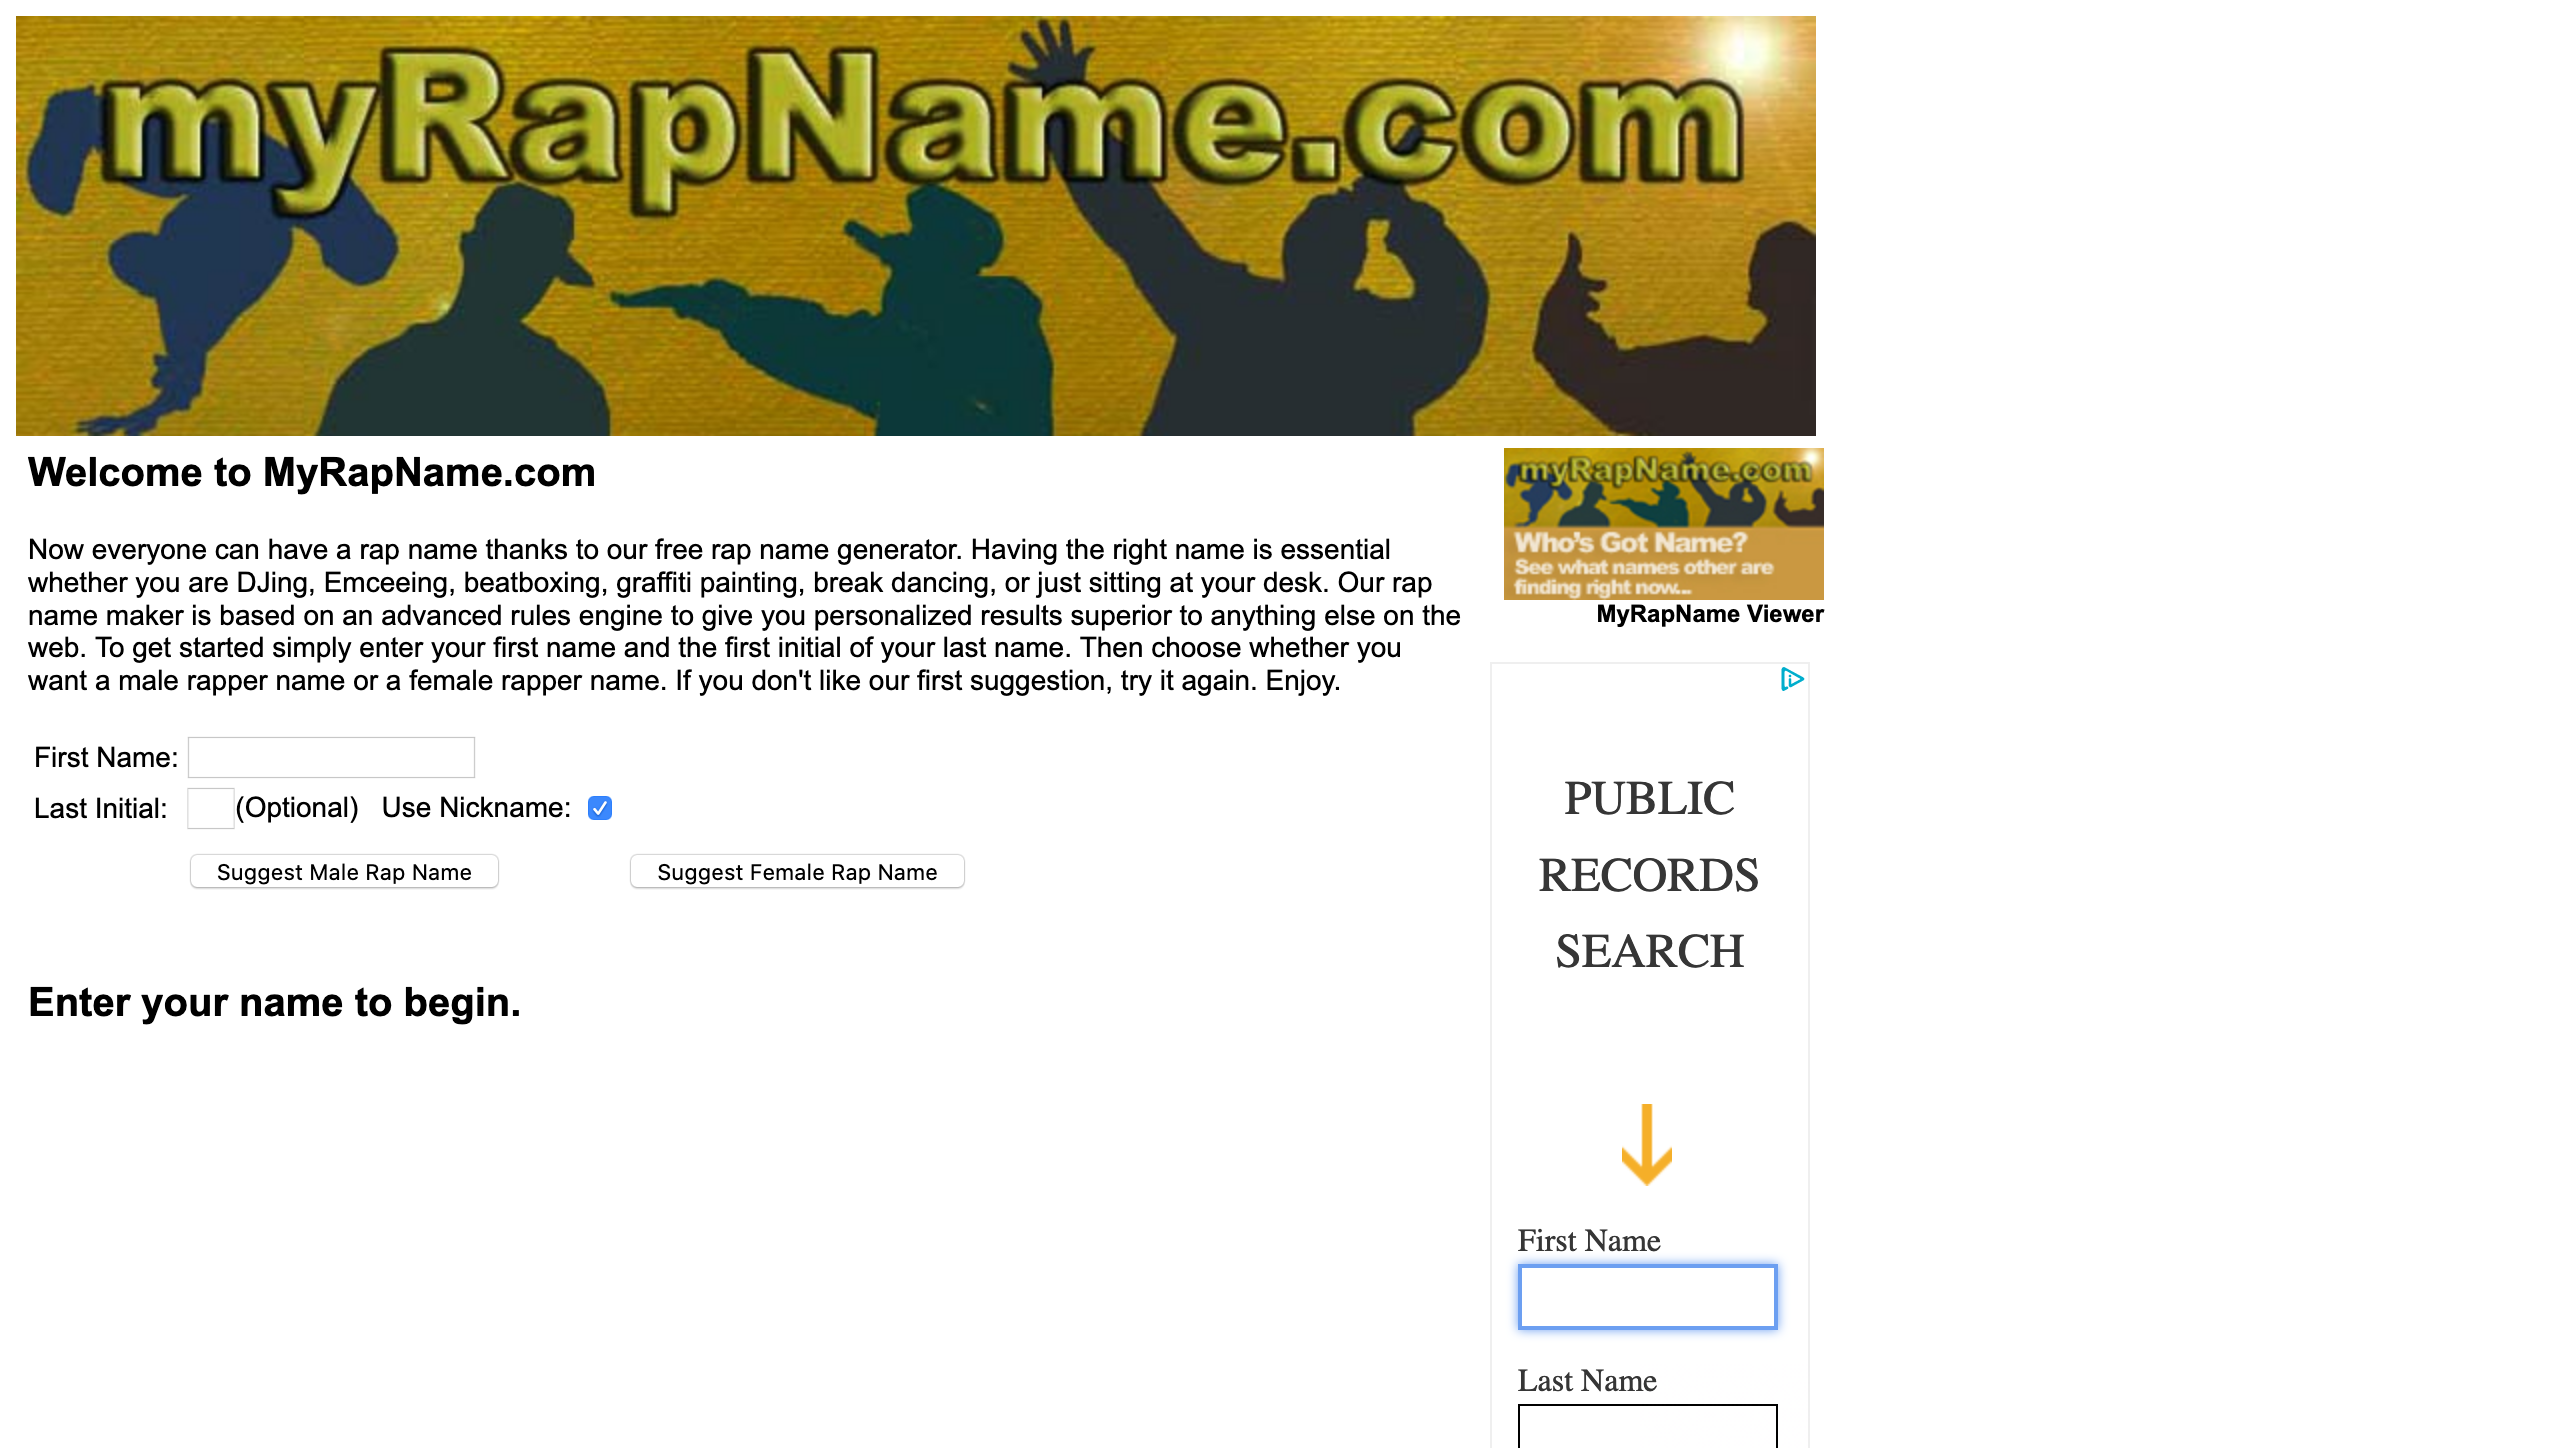 myRapName.com
Welcome to MyRapName.com
Now everyone can have a rap name thanks to our free rap name generator. Having the right name is essential
whether you are DJing, Emceeing, beatboxing, graffiti painting, break dancing, or just sitting at your desk. Our rap
name maker is based on an advanced rules engine to give you personalized results superior to anything else on the
web. To get started simply enter your first name and the first initial of your last name. Then choose whether you
want a male rapper name or a female rapper name. If you don't like our first suggestion, try it again. Enjoy.
First Name:
Last Initial: (Optional) Use Nickname:
Suggest Male Rap Name Suggest Female Rap Name
Enter your name to begin.
myRapName.com
Who's Got Name?
See what names other are
finding right now...
MyRapName Viewer
PUBLIC
RECORDS
SEARCH
First Name
Last Name